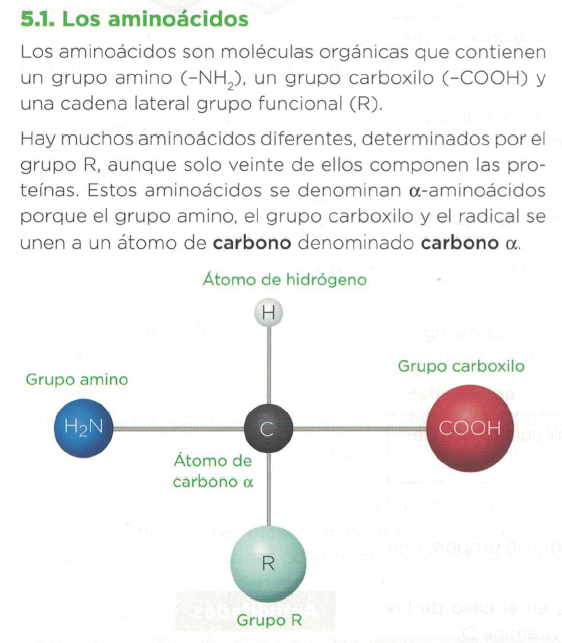 5.1. Los aminoácidos
Los aminoácidos son moléculas orgánicas que contienen
un grupo amino (–NH₂), un grupo carboxilo (–COOH) y
una cadena lateral grupo funcional (R).
Hay muchos aminoácidos diferentes, determinados por el
grupo R, aunque solo veinte de ellos componen las pro-
teínas. Estos aminoácidos se denominan α-aminoácidos
porque el grupo amino, el grupo carboxilo y el radical se
unen a un átomo de carbono denominado carbono α.
Átomo de hidrógeno
H
Grupo carboxilo
Grupo amino
H₂N
C
COOH
Átomo de
carbono α
R
Grupo R